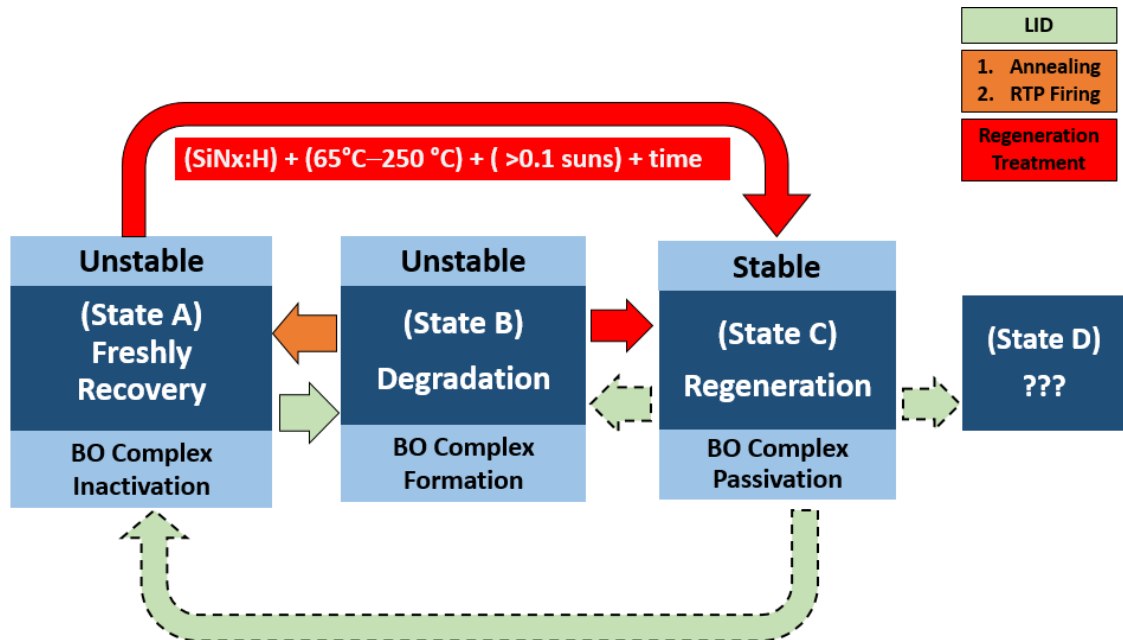 LID
1. Annealing
2. RTP Firing
Regeneration
Treatment
(SiNx:H) + (65°C–250 °C) + ( >0.1 suns) + time
Unstable
(State A)
Freshly
Recovery
BO Complex
Inactivation
Unstable
(State B)
Degradation
BO Complex
Formation
Stable
(State C)
Regeneration
BO Complex
Passivation
(State D)
???